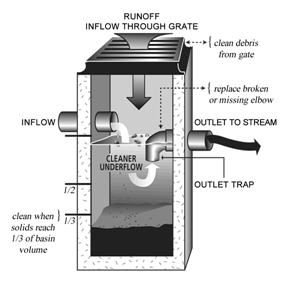 RUNOFF
INFLOW THROUGH GRATE
clean debris
from gate
replace broken
or missing elbow
INFLOW
OUTLET TO STREAM
CLEANER
UNDERFLOW
OUTLET TRAP
1/2
clean when
solids reach
1/3 of basin
volume
1/3